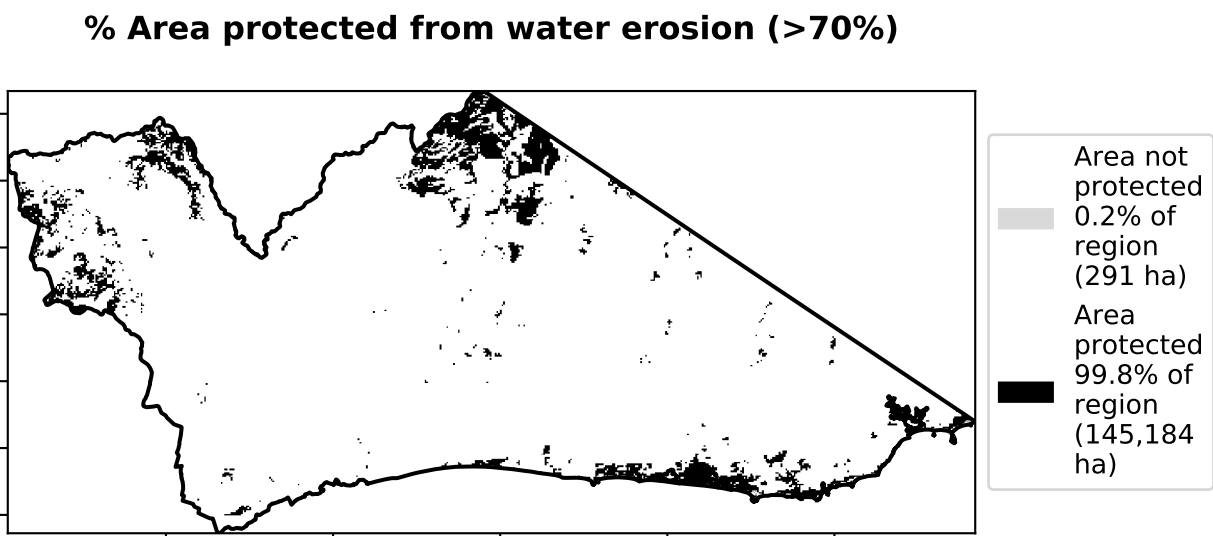 % Area protected from water erosion (>70%)
Area not
protected
0.2% of
region
(291 ha)
Area
protected
99.8% of
region
(145,184
ha)